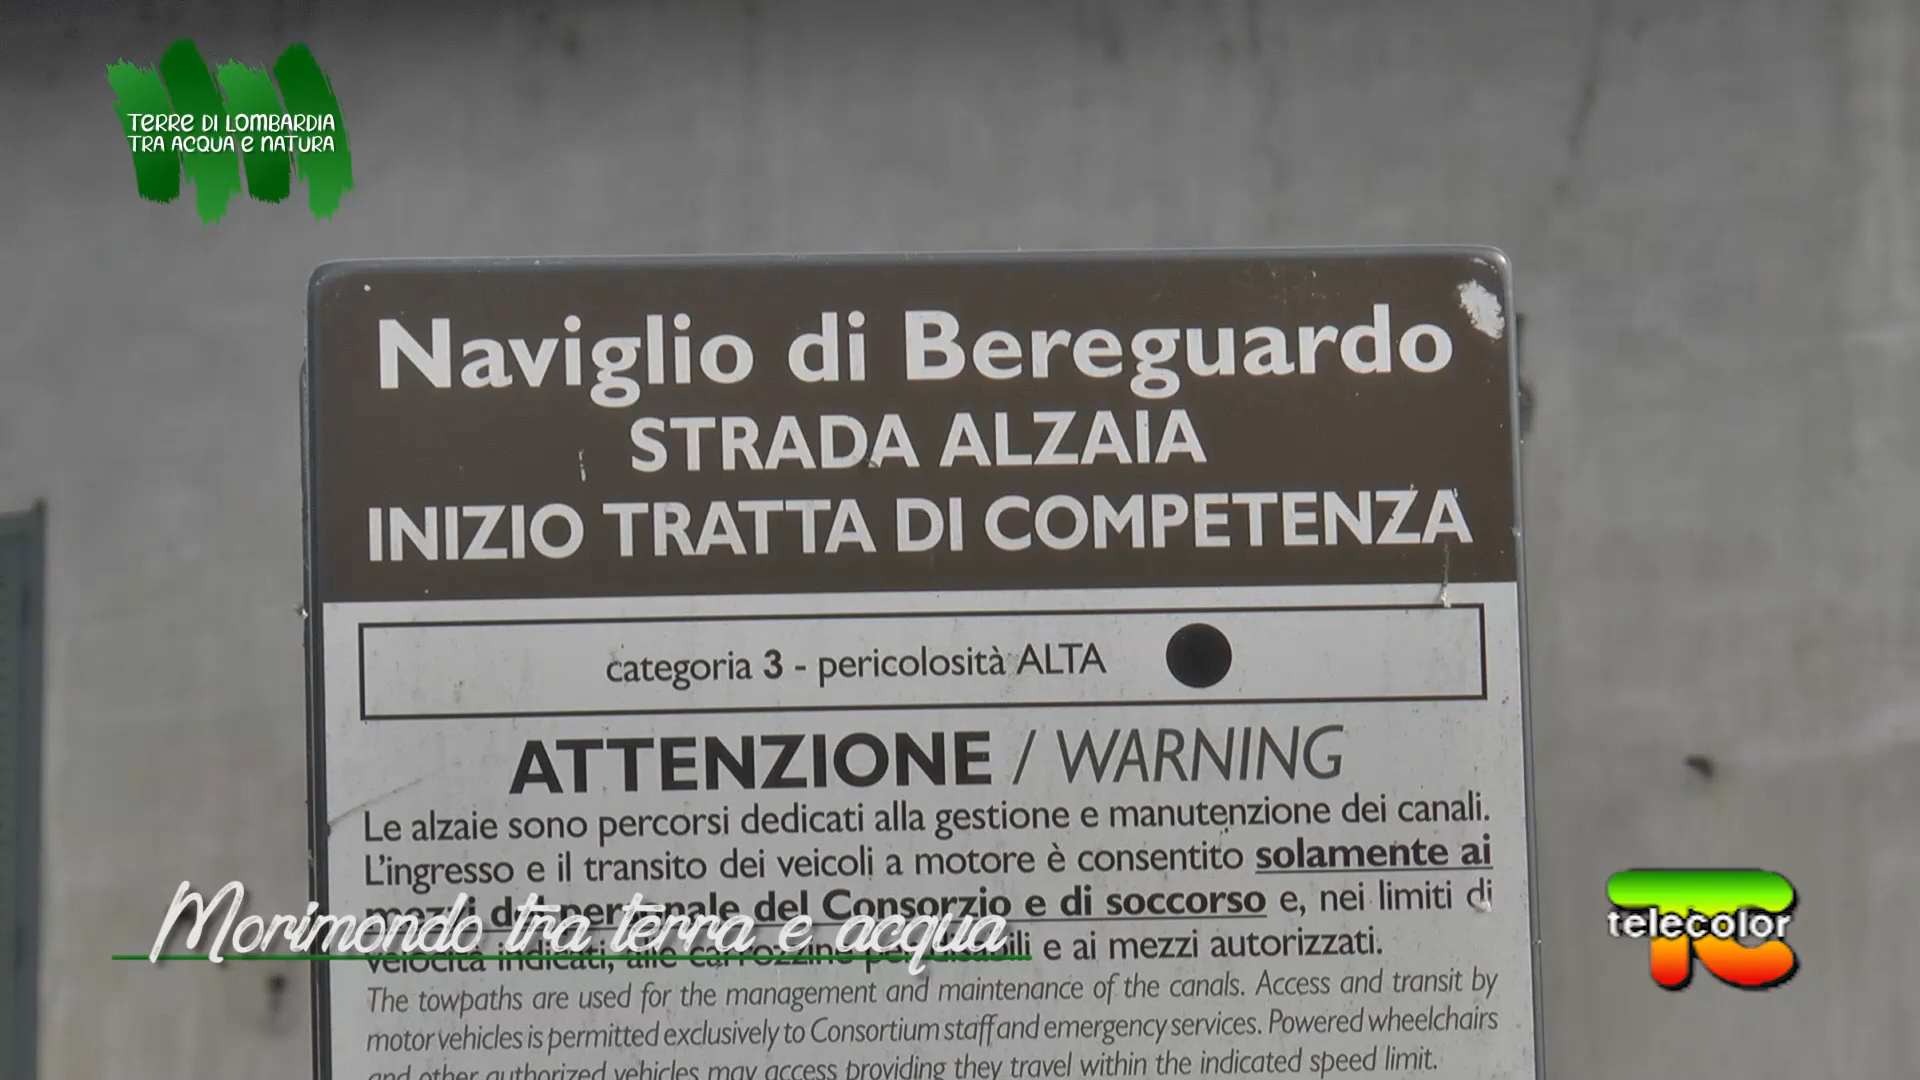 TERRE DI LOMBARDIA
TRA ACQUA E NATURA
Naviglio di Bereguardo
STRADA ALZAIA
INIZIO TRATTA DI COMPETENZA
categoria 3 - pericolosità ALTA
ATTENZIONE / WARNING
Le alzaie sono percorsi dedicati alla gestione e manutenzione dei canali.
L'ingresso e il transito dei veicoli a motore è consentito solamente ai
mezzi del personale del Consorzio e di soccorso e, nei limiti di
velocità indicati, alle carrozzine per disabili e ai mezzi autorizzati.
The towpaths are used for the management and maintenance of the canals. Access and transit by
motor vehicles is permitted exclusively to Consortium staff and emergency services. Powered wheelchairs
and other authorized vehicles may access providing they travel within the indicated speed limit.
Morimondo tra terra e acqua
telecolor